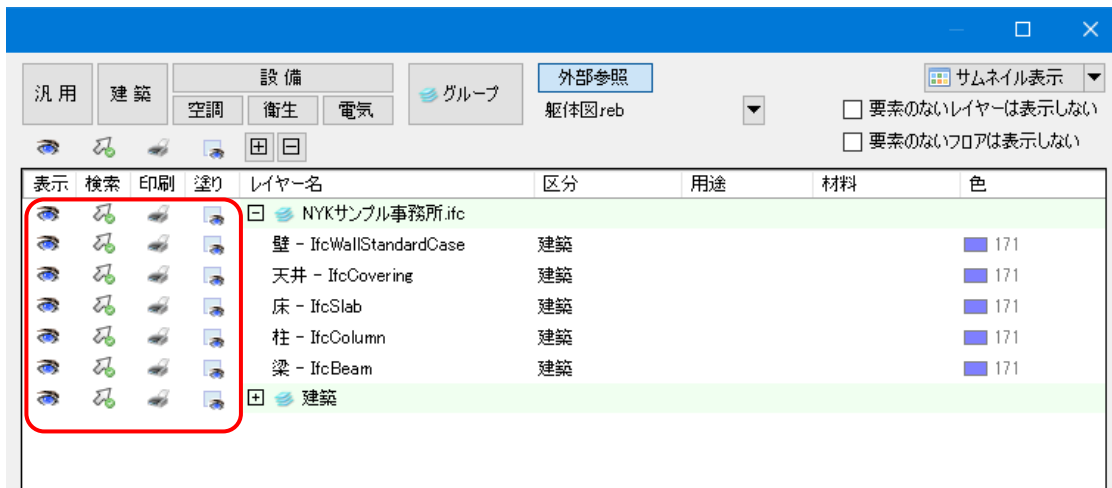 汎用 建築 設備 グループ 外部参照 サムネイル表示
空調 衛生 電気 躯体図.reb 要素のないレイヤーは表示しない
要素のないフロアは表示しない
表示 検索 印刷 塗り レイヤー名 区分 用途 材料 色
NYKサンプル事務所.ifc
壁 - IfcWallStandardCase 建築 171
天井 - IfcCovering 建築 171
床 - IfcSlab 建築 171
柱 - IfcColumn 建築 171
梁 - IfcBeam 建築 171
建築